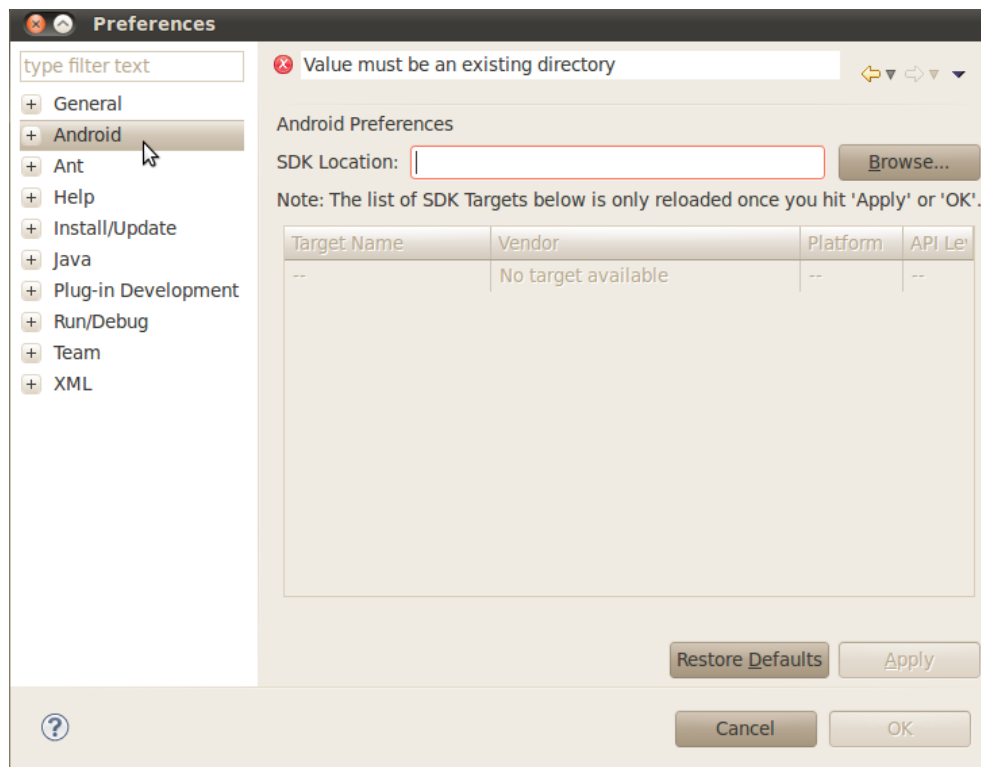 Preferences
type filter text
General
Android
Ant
Help
Install/Update
Java
Plug-in Development
Run/Debug
Team
XML
Value must be an existing directory
Android Preferences
SDK Location: Browse...
Note: The list of SDK Targets below is only reloaded once you hit 'Apply' or 'OK'.
Target Name Vendor Platform API Le
-- No target available -- --
Restore Defaults Apply
Cancel OK